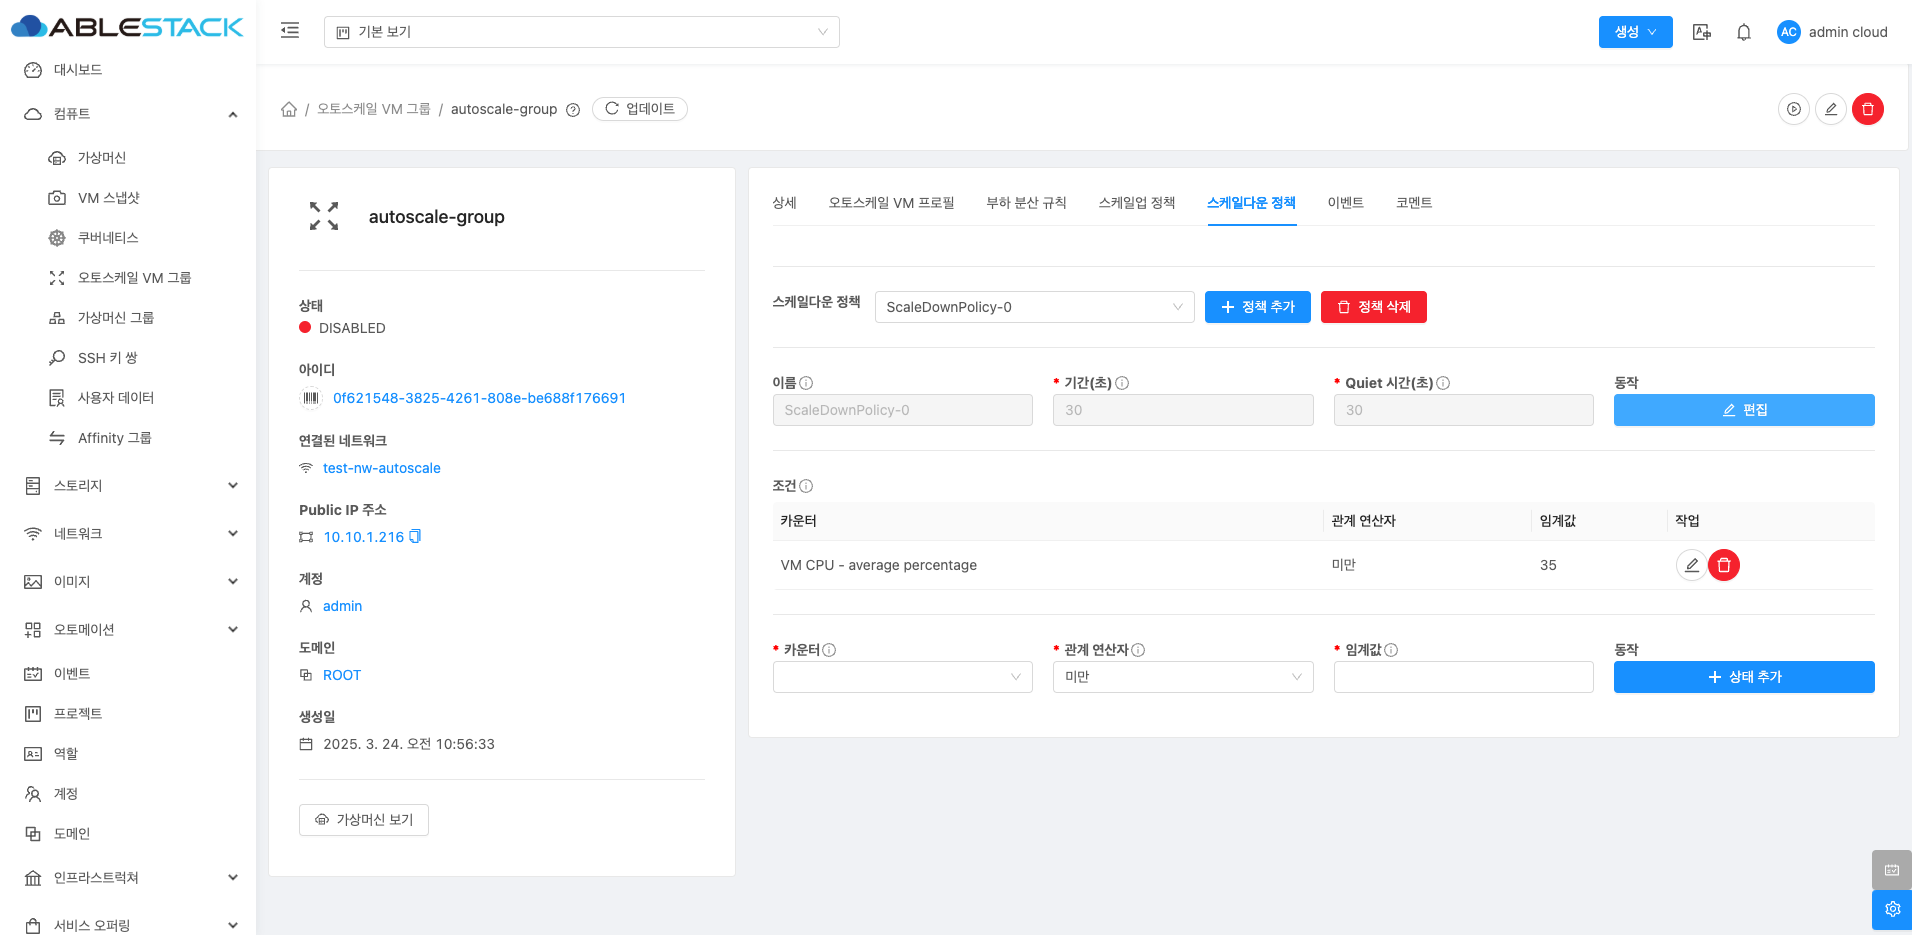 ABLESTACK
기본 보기
생성
AC
admin cloud
대시보드
컴퓨트
가상머신
VM 스냅샷
쿠버네티스
오토스케일 VM 그룹
가상머신 그룹
SSH 키 쌍
사용자 데이터
Affinity 그룹
스토리지
네트워크
이미지
오토메이션
이벤트
프로젝트
역할
계정
도메인
인프라스트럭쳐
서비스 오퍼링
/ 오토스케일 VM 그룹 / autoscale-group
업데이트
autoscale-group
상태
DISABLED
아이디
0f621548-3825-4261-808e-be688f176691
연결된 네트워크
test-nw-autoscale
Public IP 주소
10.10.1.216
계정
admin
도메인
ROOT
생성일
2025. 3. 24. 오전 10:56:33
가상머신 보기
상세
오토스케일 VM 프로필
부하 분산 규칙
스케일업 정책
스케일다운 정책
이벤트
코멘트
스케일다운 정책
ScaleDownPolicy-0
정책 추가
정책 삭제
이름
* 기간(초)
* Quiet 시간(초)
동작
ScaleDownPolicy-0
30
30
편집
조건
카운터
관계 연산자
임계값
작업
VM CPU - average percentage
미만
35
* 카운터
* 관계 연산자
* 임계값
동작
미만
상태 추가